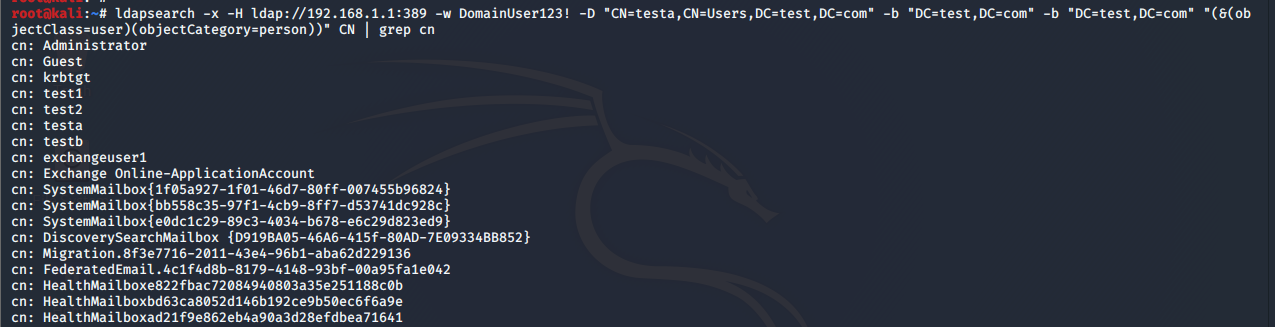 root@kali:~# ldapsearch -x -H ldap://192.168.1.1:389 -w DomainUser123! -D "CN=testa,CN=Users,DC=test,DC=com" -b "DC=test,DC=com" -b "DC=test,DC=com" "(&(ob
jectClass=user)(objectCategory=person))" CN | grep cn
cn: Administrator
cn: Guest
cn: krbtgt
cn: test1
cn: test2
cn: testa
cn: testb
cn: exchangeuser1
cn: Exchange Online-ApplicationAccount
cn: SystemMailbox{1f05a927-1f01-46d7-80ff-007455b96824}
cn: SystemMailbox{bb558c35-97f1-4cb9-8ff7-d53741dc928c}
cn: SystemMailbox{e0dc1c29-89c3-4034-b678-e6c29d823ed9}
cn: DiscoverySearchMailbox {D919BA05-46A6-415f-80AD-7E09334BB852}
cn: Migration.8f3e7716-2011-43e4-96b1-aba62d229136
cn: FederatedEmail.4c1f4d8b-8179-4148-93bf-00a95fa1e042
cn: HealthMailboxe822fbac72084940803a35e251188c0b
cn: HealthMailboxbd63ca8052d146b192ce9b50ec6f6a9e
cn: HealthMailboxad21f9e862eb4a90a3d28efdbea71641